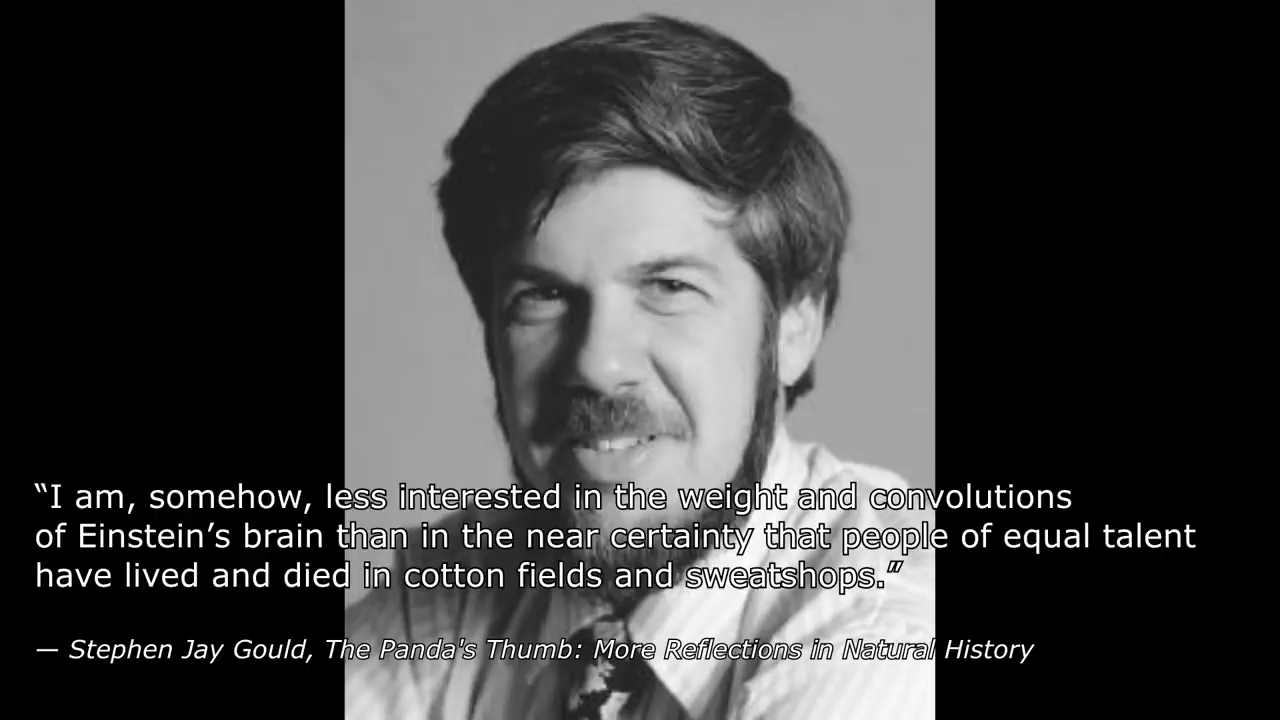 “I am, somehow, less interested in the weight and convolutions
of Einstein’s brain than in the near certainty that people of equal talent
have lived and died in cotton fields and sweatshops.”
— Stephen Jay Gould, The Panda's Thumb: More Reflections in Natural History